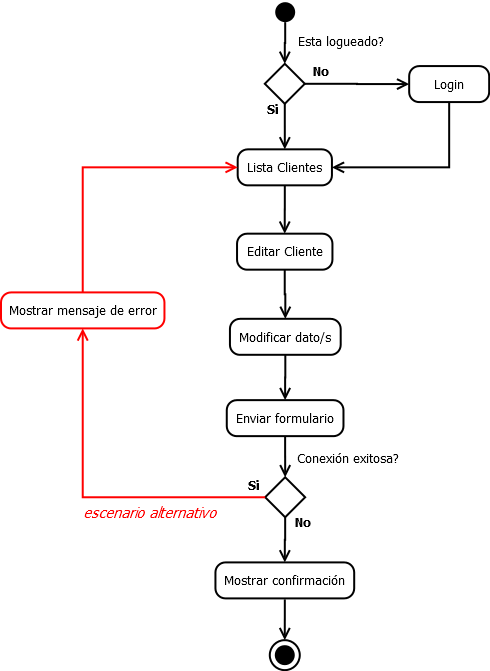 Esta logueado?
No
Login
Si
Lista Clientes
Editar Cliente
Mostrar mensaje de error
Modificar dato/s
Enviar formulario
Conexión exitosa?
Si
escenario alternativo
No
Mostrar confirmación